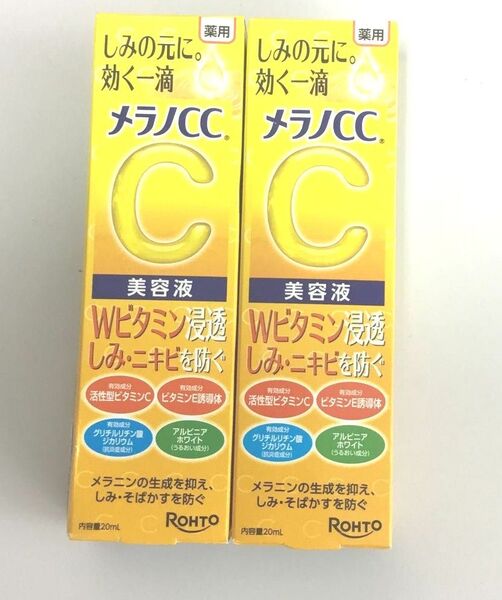 薬用
しみの元に。
効く一滴
メラノCC®
C
美容液
Wビタミン浸透
しみ・ニキビを防ぐ
有効成分
活性型ビタミンC
有効成分
ビタミンE誘導体
有効成分
グリチルリチン酸
ジカリウム
(抗炎症成分)
アルピニア
ホワイト
(うるおい成分)
メラニンの生成を抑え、
しみ・そばかすを防ぐ
内容量20mL
ROHTO
薬用
しみの元に。
効く一滴
メラノCC®
C
美容液
Wビタミン浸透
しみ・ニキビを防ぐ
有効成分
活性型ビタミンC
有効成分
ビタミンE誘導体
有効成分
グリチルリチン酸
ジカリウム
(抗炎症成分)
アルピニア
ホワイト
(うるおい成分)
メラニンの生成を抑え、
しみ・そばかすを防ぐ
内容量20mL
ROHTO